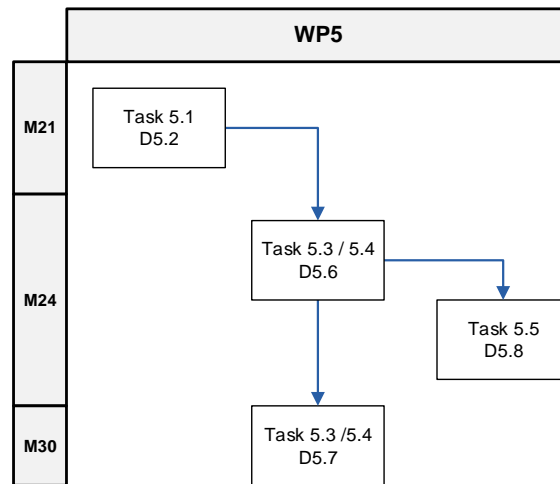 WP5
M21
Task 5.1
D5.2
M24
Task 5.3 / 5.4
D5.6
Task 5.5
D5.8
M30
Task 5.3 /5.4
D5.7